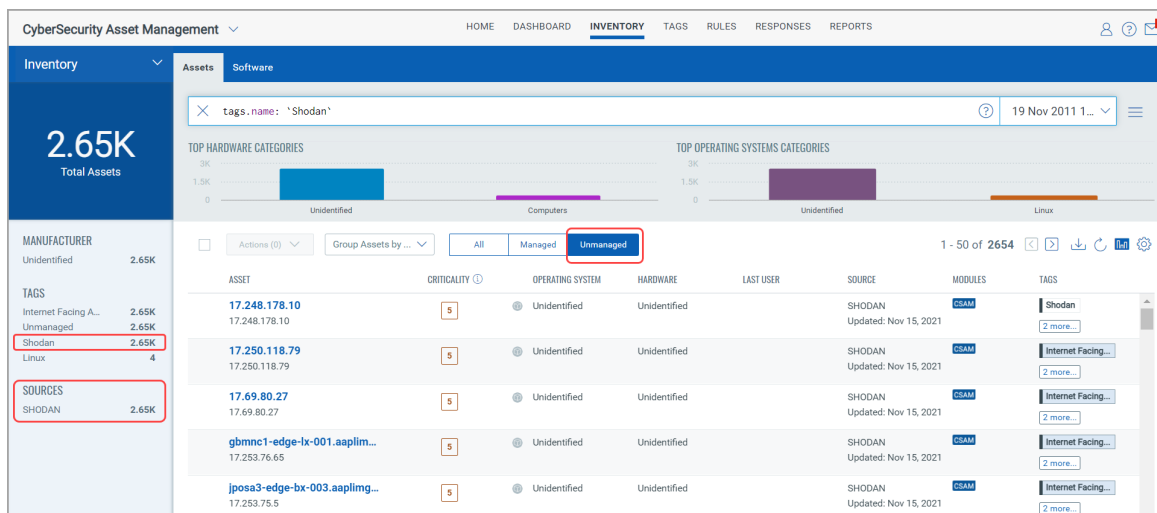 CyberSecurity Asset Management
HOME DASHBOARD INVENTORY TAGS RULES RESPONSES REPORTS
Inventory
Assets Software
2.65K
Total Assets
tags.name: `Shodan`
19 Nov 2011 1...
TOP HARDWARE CATEGORIES
3K
1.5K
0
Unidentified Computers
TOP OPERATING SYSTEMS CATEGORIES
3K
1.5K
0
Unidentified Linux
MANUFACTURER
Unidentified 2.65K
TAGS
Internet Facing A... 2.65K
Unmanaged 2.65K
Shodan 2.65K
Linux 4
SOURCES
SHODAN 2.65K
Actions (0) Group Assets by ... All Managed Unmanaged 1 - 50 of 2654
ASSET CRITICALITY OPERATING SYSTEM HARDWARE LAST USER SOURCE MODULES TAGS
17.248.178.10 5 Unidentified Unidentified SHODAN CSAM Shodan
17.248.178.10 Updated: Nov 15, 2021 2 more...
17.250.118.79 5 Unidentified Unidentified SHODAN CSAM Internet Facing...
17.250.118.79 Updated: Nov 15, 2021 2 more...
17.69.80.27 5 Unidentified Unidentified SHODAN CSAM Internet Facing...
17.69.80.27 Updated: Nov 15, 2021 2 more...
gbmnc1-edge-lx-001.aaplim... 5 Unidentified Unidentified SHODAN CSAM Internet Facing...
17.253.76.65 Updated: Nov 15, 2021 2 more...
jposa3-edge-bx-003.aaplimg... 5 Unidentified Unidentified SHODAN CSAM Internet Facing...
17.253.75.5 Updated: Nov 15, 2021 2 more...